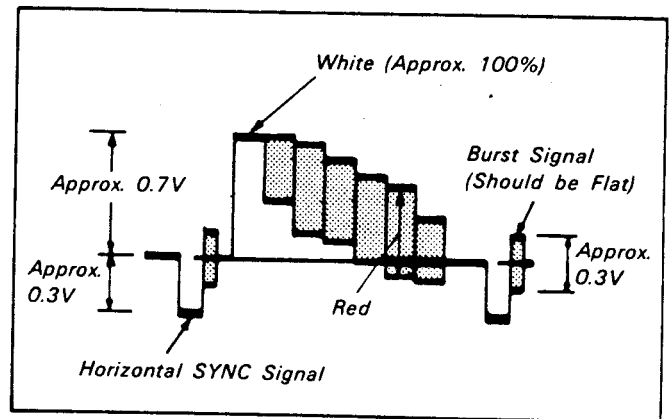 White (Approx. 100%)
Burst Signal
(Should be Flat)
Approx. 0.7V
Approx.
0.3V
Approx.
0.3V
Red
Horizontal SYNC Signal